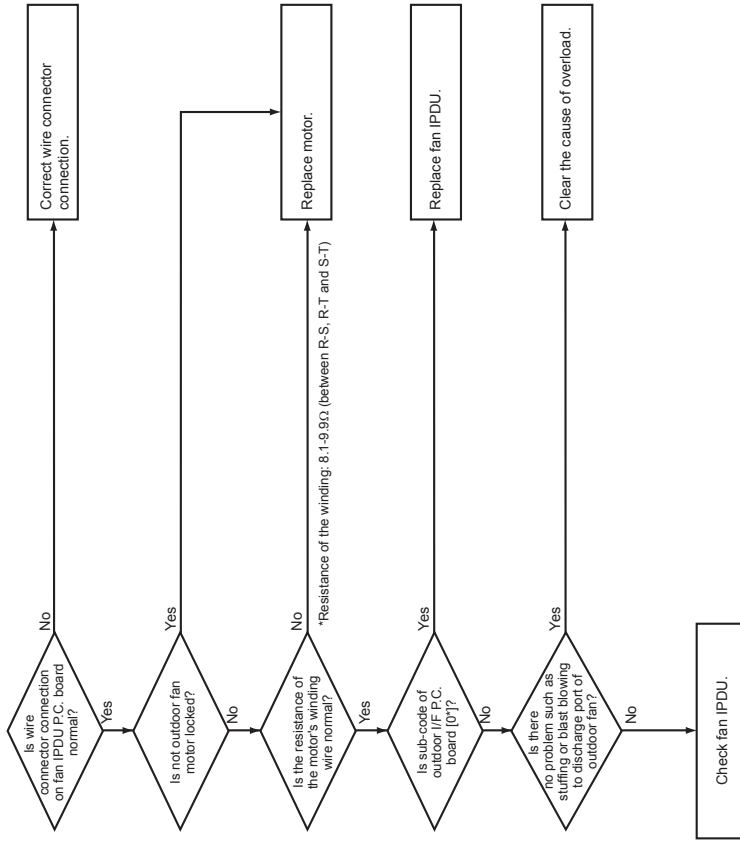 Is wire
connector connection
on fan IPDU P.C. board
normal?
No
Correct wire connector
connection.
Yes
Is not outdoor fan
motor locked?
Yes
No
Is the resistance of
the motor's winding
wire normal?
No
Replace motor.
*Resistance of the winding: 8.1-9.9Ω (between R-S, R-T and S-T)
Yes
Is sub-code of
outdoor I/F P.C.
board [0*]?
Yes
Replace fan IPDU.
No
Is there
no problem such as
stuffing or blast blowing
to discharge port of
outdoor fan?
Yes
Clear the cause of overload.
No
Check fan IPDU.